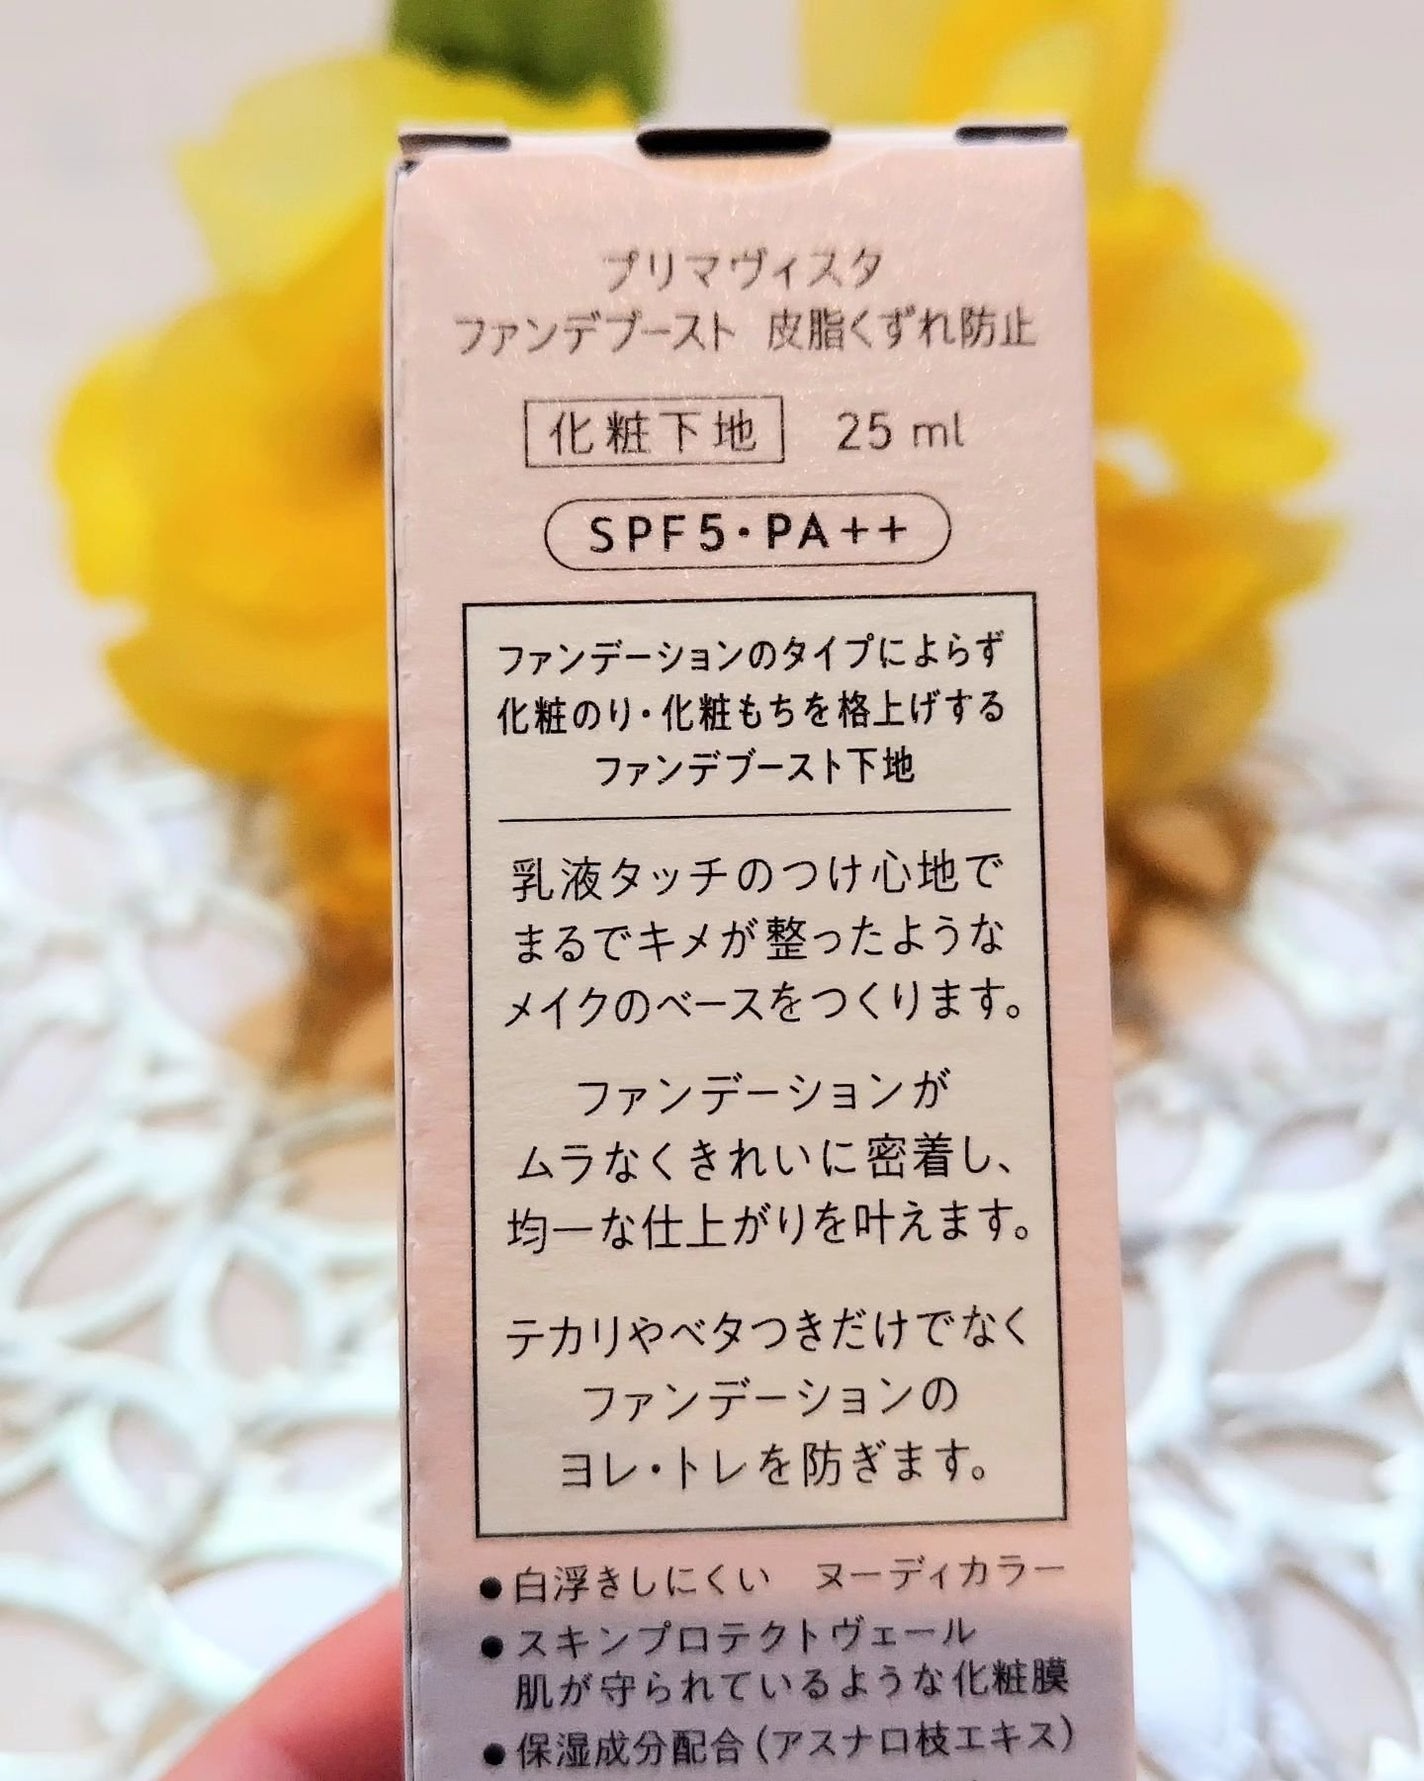 プリマヴィスタ
ファンデブースト 皮脂くずれ防止
化粧下地 25 ml
SPF5・PA++
ファンデーションのタイプによらず
化粧のり・化粧もちを格上げする
ファンデブースト下地
乳液タッチのつけ心地で
まるでキメが整ったような
メイクのベースをつくります。
ファンデーションが
ムラなくきれいに密着し、
均一な仕上がりを叶えます。
テカリやベタつきだけでなく
ファンデーションの
ヨレ・トレを防ぎます。
●白浮きしにくい ヌーディカラー
●スキンプロテクトヴェール
肌が守られているような化粧膜
●保湿成分配合(アスナロ枝エキス)